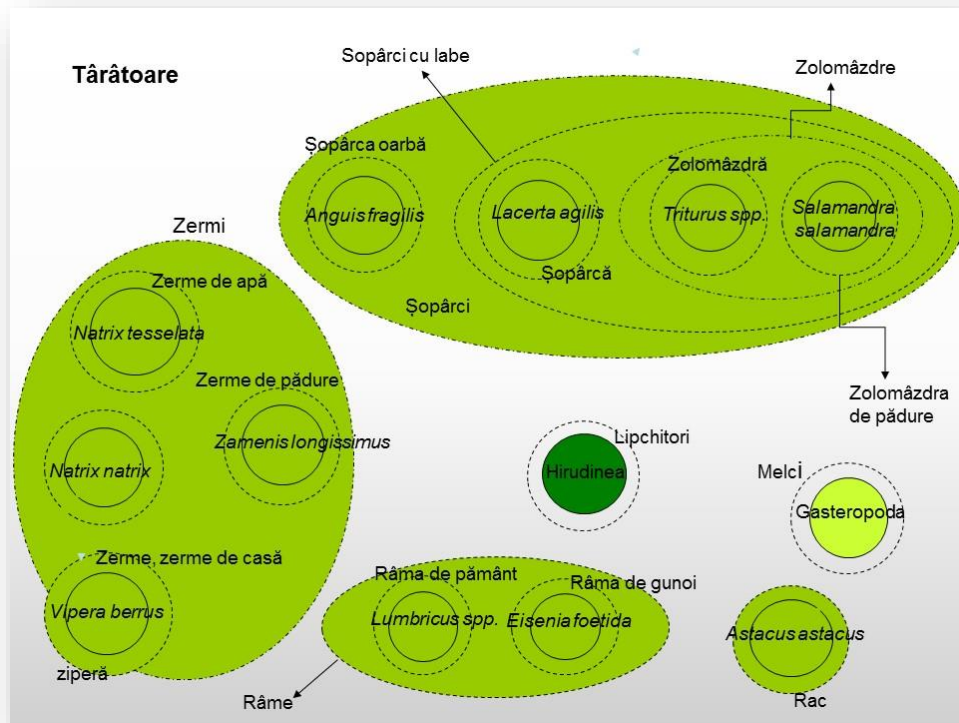 Târâtoare
Sopârci cu labe
Zolomâzdre
Șopârca oarbă
Zolomâzdră
Anguis fragilis
Lacerta agilis
Triturus spp.
Salamandra
salamandra
Șopârcă
Șopârci
Zermi
Zerme de apă
Natrix tesselata
Zerme de pădure
Zamenis longissimus
Zolomâzdra
de pădure
Natrix natrix
Lipchitori
Hirudinea
Melci
Gasteropoda
Zerme, zerme de casă
Vipera berrus
ziperă
Râma de pământ
Râma de gunoi
Lumbricus spp.
Eisenia foetida
Astacus astacus
Râme
Rac